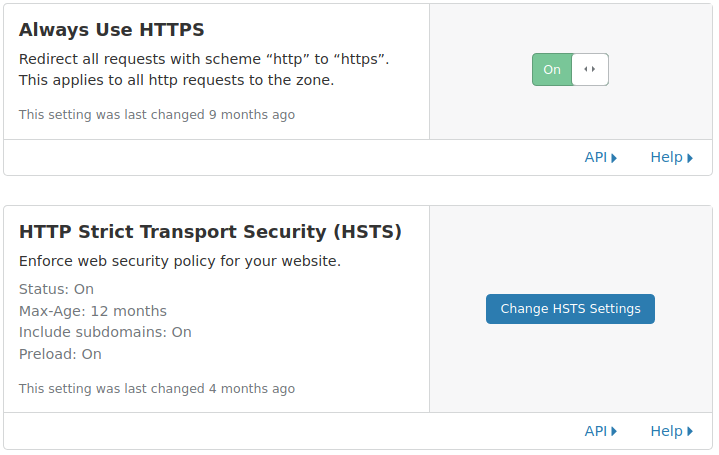 Always Use HTTPS
Redirect all requests with scheme “http” to “https”.
This applies to all http requests to the zone.
This setting was last changed 9 months ago
On
API
Help
HTTP Strict Transport Security (HSTS)
Enforce web security policy for your website.
Status: On
Max-Age: 12 months
Include subdomains: On
Preload: On
This setting was last changed 4 months ago
Change HSTS Settings
API
Help